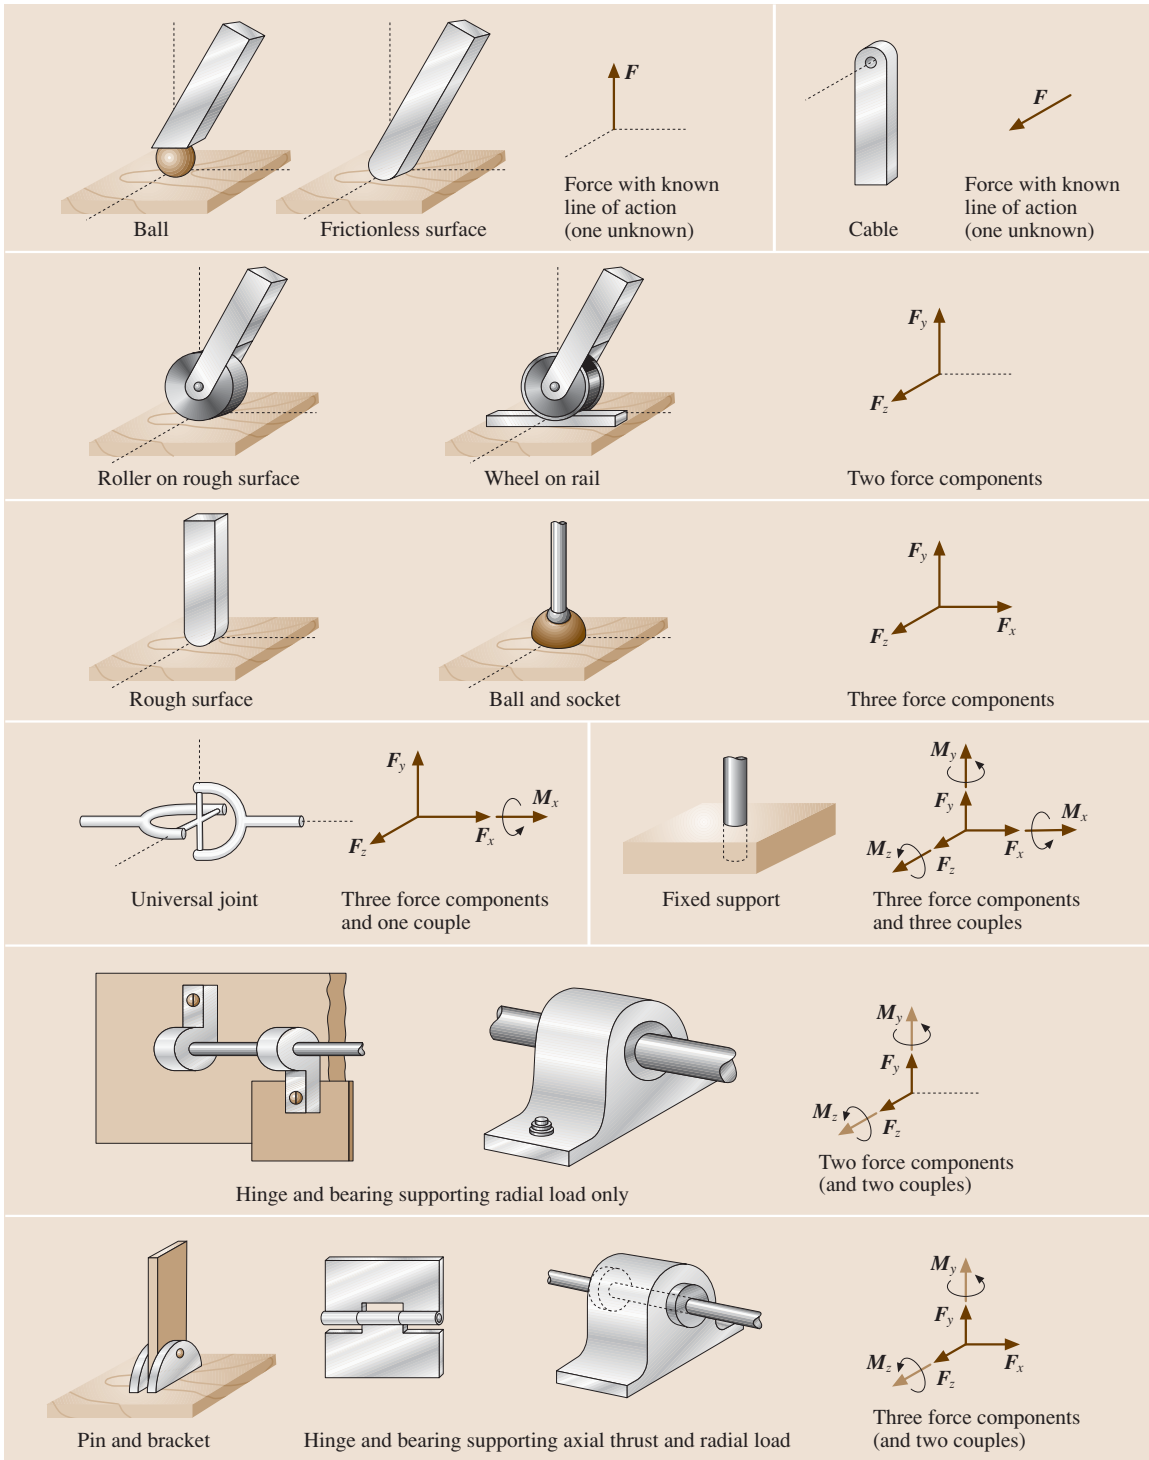 F
Force with known
line of action
(one unknown)
Ball
Frictionless surface
F
Force with known
line of action
(one unknown)
Cable
Fy
Fz
Roller on rough surface
Wheel on rail
Two force components
Fy
Fz
Fx
Rough surface
Ball and socket
Three force components
Fy
Mx
Fz
Fx
Universal joint
Three force components
and one couple
My
Fy
Mx
Mz
Fz
Fx
Fixed support
Three force components
and three couples
My
Fy
Mz
Fz
Two force components
(and two couples)
Hinge and bearing supporting radial load only
My
Fy
Mz
Fz
Fx
Three force components
(and two couples)
Pin and bracket
Hinge and bearing supporting axial thrust and radial load